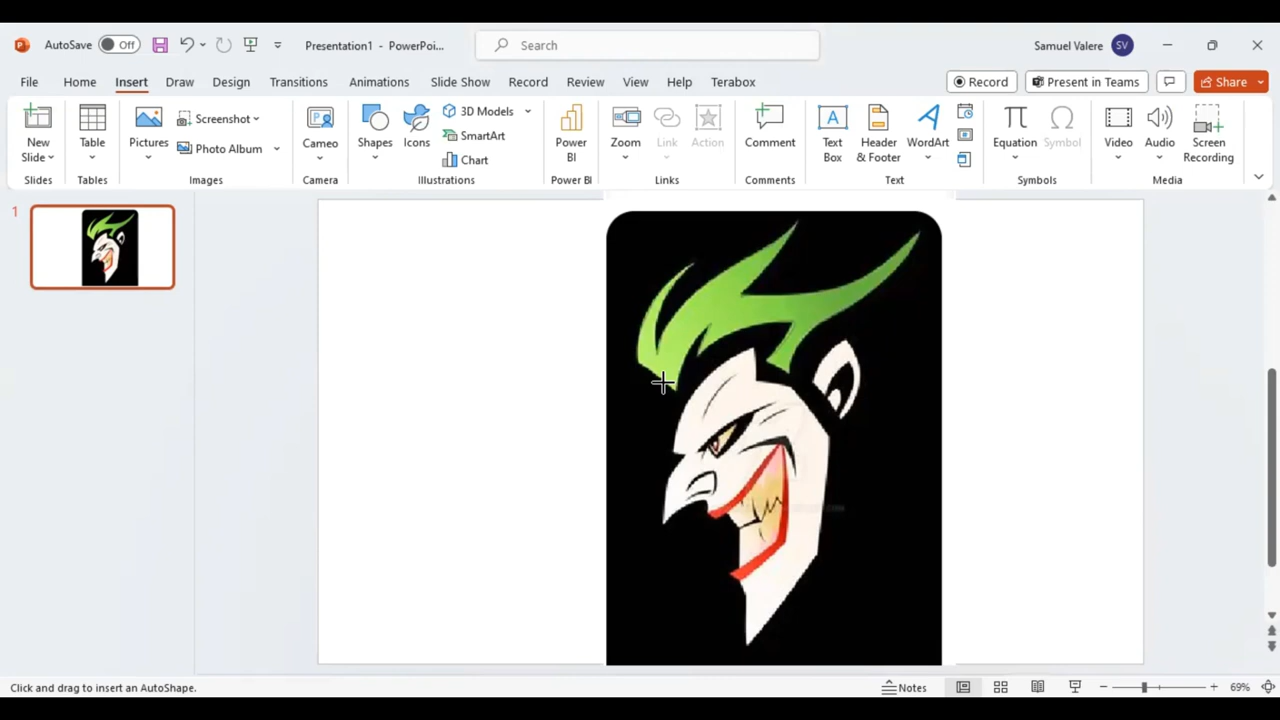 AutoSave Off Presentation1 - PowerPoi... Search Samuel Valere SV
File Home Insert Draw Design Transitions Animations Slide Show Record Review View Help Terabox Record Present in Teams Share
New Slide
Table
Pictures
Screenshot
Photo Album
Cameo
Shapes
Icons
3D Models
SmartArt
Chart
Power BI
Zoom
Link
Action
Comment
Text Box
Header & Footer
WordArt
Equation
Symbol
Video
Audio
Screen Recording
Slides Tables Images Camera Illustrations Power BI Links Comments Text Symbols Media
1
Click and drag to insert an AutoShape. Notes 69%